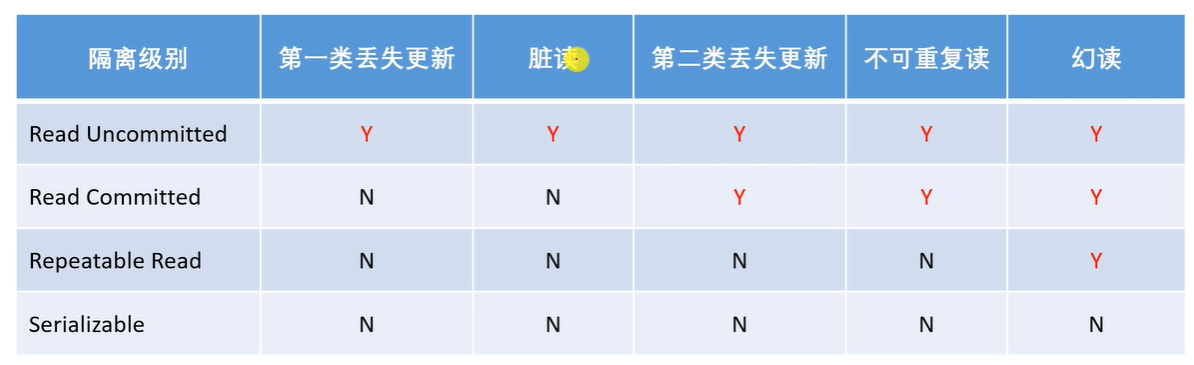 隔离级别 第一类丢失更新 脏读 第二类丢失更新 不可重复读 幻读
Read Uncommitted Y Y Y Y Y
Read Committed N N Y Y Y
Repeatable Read N N N N Y
Serializable N N N N N